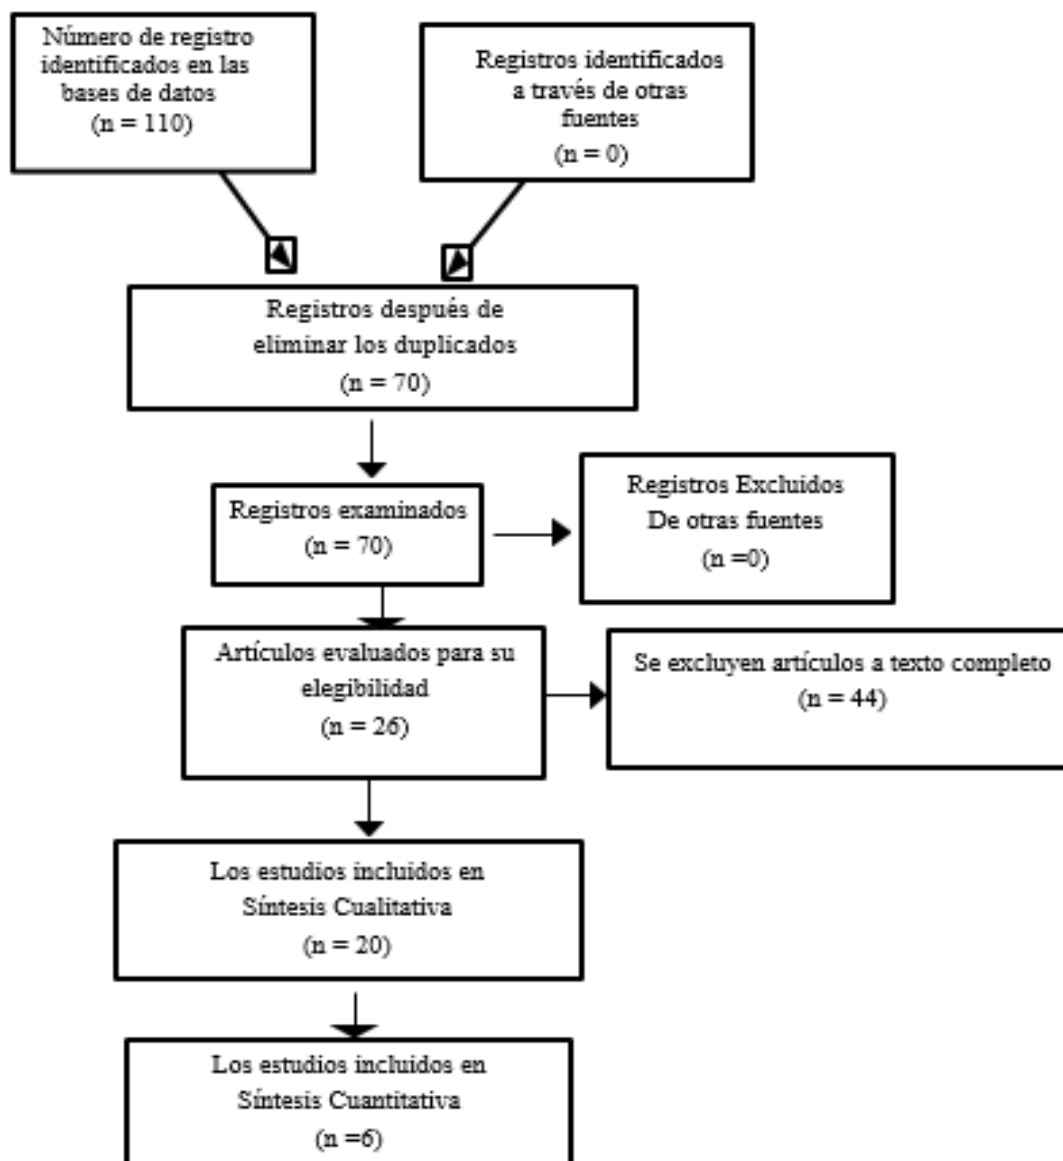 Número de registro
identificados en las
bases de datos
(n = 110)
Registros identificados
a través de otras
fuentes
(n = 0)
Registros después de
eliminar los duplicados
(n = 70)
Registros examinados
(n = 70)
Registros Excluidos
De otras fuentes
(n =0)
Artículos evaluados para su
elegibilidad
(n = 26)
Se excluyen artículos a texto completo
(n = 44)
Los estudios incluidos en
Síntesis Cualitativa
(n = 20)
Los estudios incluidos en
Síntesis Cuantitativa
(n =6)